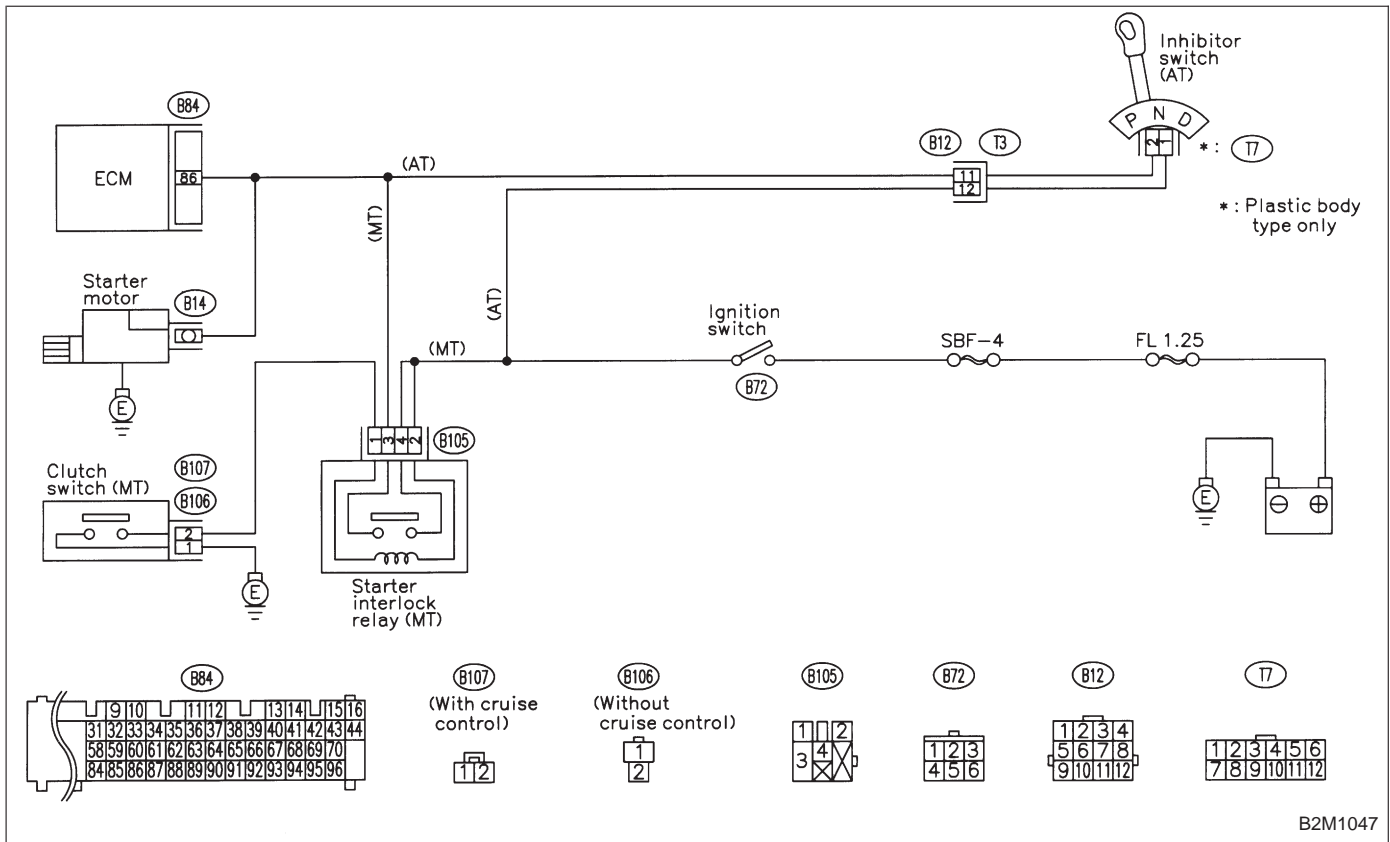 Inhibitor
switch
(AT)
P N D
2 1
* : T7
* : Plastic body
type only
B84
ECM
86
(AT)
B12 T3
11
12
(MT)
(AT)
Starter
motor
B14
E
Ignition
switch
B72
SBF-4
FL 1.25
(MT)
1 3 4 2
B105
Clutch
switch (MT)
B107
B106
2
1
E
Starter
interlock
relay (MT)
E
⊖ ⊕
B84
9 10 11 12 13 14 15 16
31 32 33 34 35 36 37 38 39 40 41 42 43 44
58 59 60 61 62 63 64 65 66 67 68 69 70
84 85 86 87 88 89 90 91 92 93 94 95 96
B107
(With cruise
control)
1 2
B106
(Without
cruise control)
1
2
B105
1 2
3 4
B72
1 2 3
4 5 6
B12
1 2 3 4
5 6 7 8
9 10 11 12
T7
1 2 3 4 5 6
7 8 9 10 11 12
B2M1047